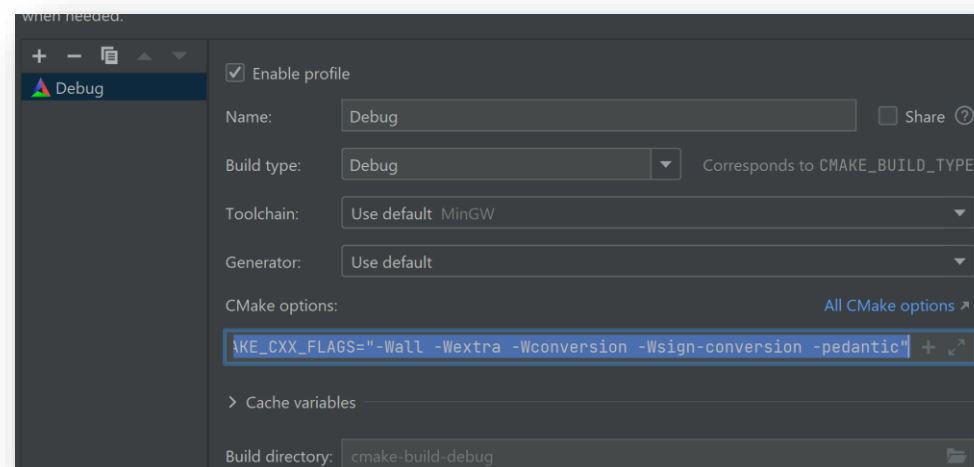 when needed.
Debug
Enable profile
Name: Debug Share
Build type: Debug Corresponds to CMAKE_BUILD_TYPE
Toolchain: Use default MinGW
Generator: Use default
CMake options: All CMake options
AKE_CXX_FLAGS="-Wall -Wextra -Wconversion -Wsign-conversion -pedantic"
Cache variables
Build directory: cmake-build-debug